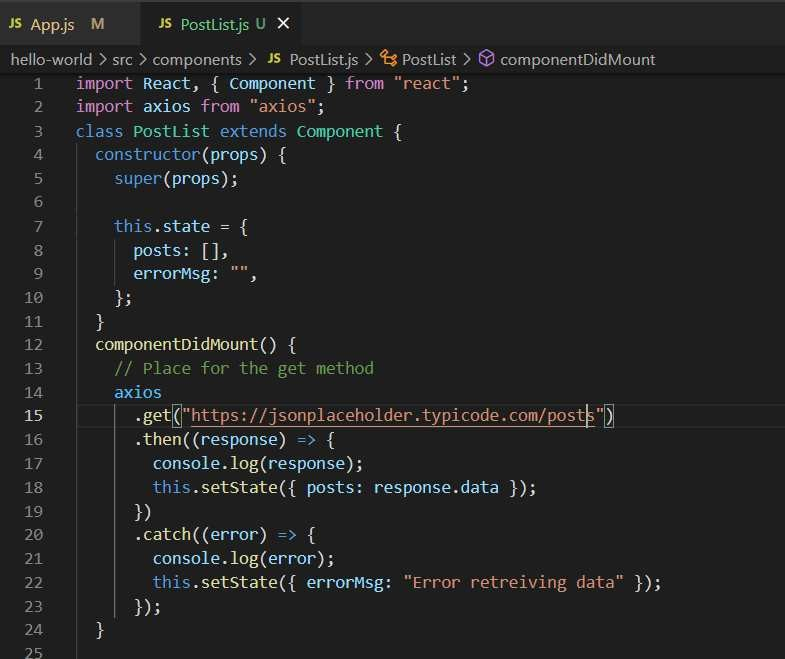 JS App.js M JS PostList.js U ×
hello-world > src > components > JS PostList.js > PostList > componentDidMount
1 import React, { Component } from "react";
2 import axios from "axios";
3 class PostList extends Component {
4 constructor(props) {
5 super(props);
6
7 this.state = {
8 posts: [],
9 errorMsg: "",
10 };
11 }
12 componentDidMount() {
13 // Place for the get method
14 axios
15 .get("https://jsonplaceholder.typicode.com/posts")
16 .then((response) => {
17 console.log(response);
18 this.setState({ posts: response.data });
19 })
20 .catch((error) => {
21 console.log(error);
22 this.setState({ errorMsg: "Error retreiving data" });
23 });
24 }
25